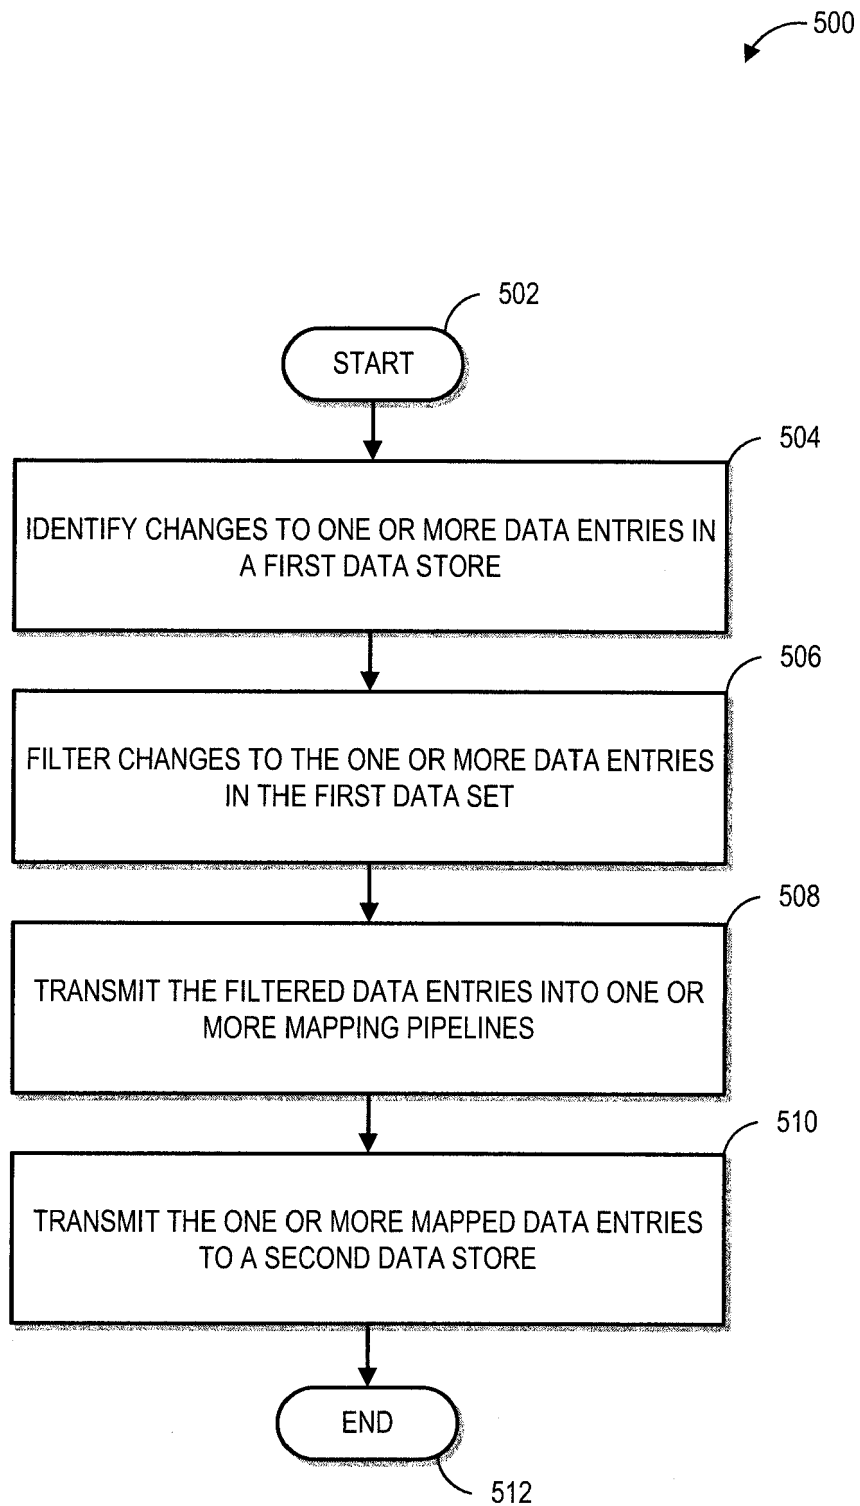 500
502
START
504
IDENTIFY CHANGES TO ONE OR MORE DATA ENTRIES IN
A FIRST DATA STORE
506
FILTER CHANGES TO THE ONE OR MORE DATA ENTRIES
IN THE FIRST DATA SET
508
TRANSMIT THE FILTERED DATA ENTRIES INTO ONE OR
MORE MAPPING PIPELINES
510
TRANSMIT THE ONE OR MORE MAPPED DATA ENTRIES
TO A SECOND DATA STORE
END
512